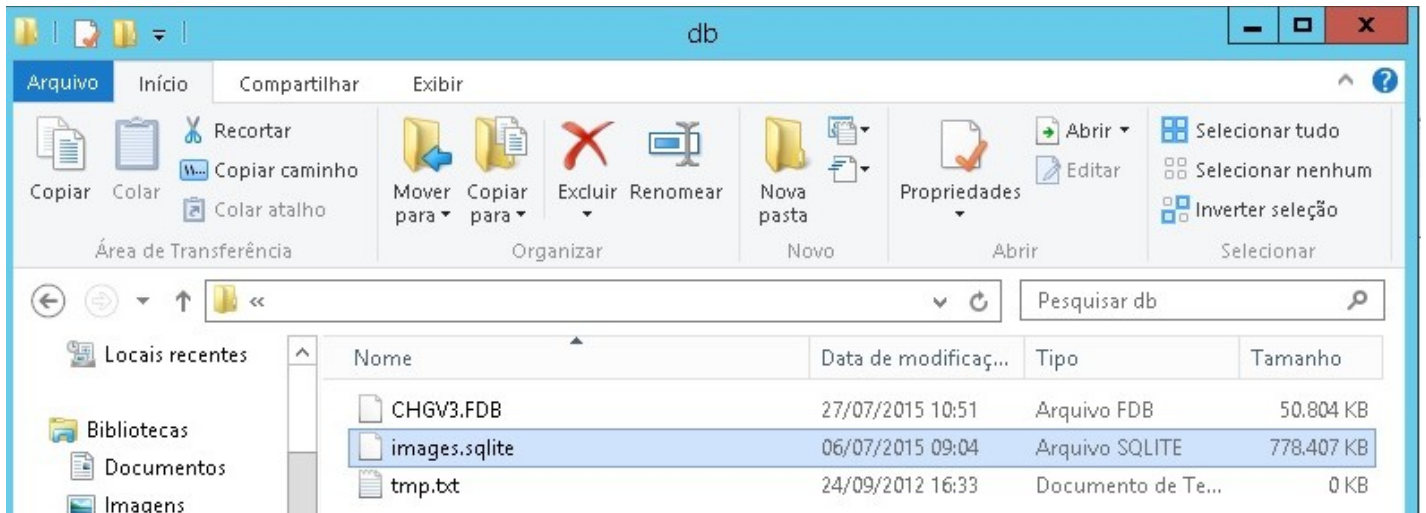 db
Arquivo Início Compartilhar Exibir
Copiar
Colar
Recortar
Copiar caminho
Colar atalho
Área de Transferência
Mover para
Copiar para
Excluir
Renomear
Organizar
Nova pasta
Novo
Propriedades
Abrir
Editar
Abrir
Selecionar tudo
Selecionar nenhum
Inverter seleção
Selecionar
«
Pesquisar db
Locais recentes
Bibliotecas
Documentos
Imagens
Nome Data de modificaç... Tipo Tamanho
CHGV3.FDB 27/07/2015 10:51 Arquivo FDB 50.804 KB
images.sqlite 06/07/2015 09:04 Arquivo SQLITE 778.407 KB
tmp.txt 24/09/2012 16:33 Documento de Te... 0 KB